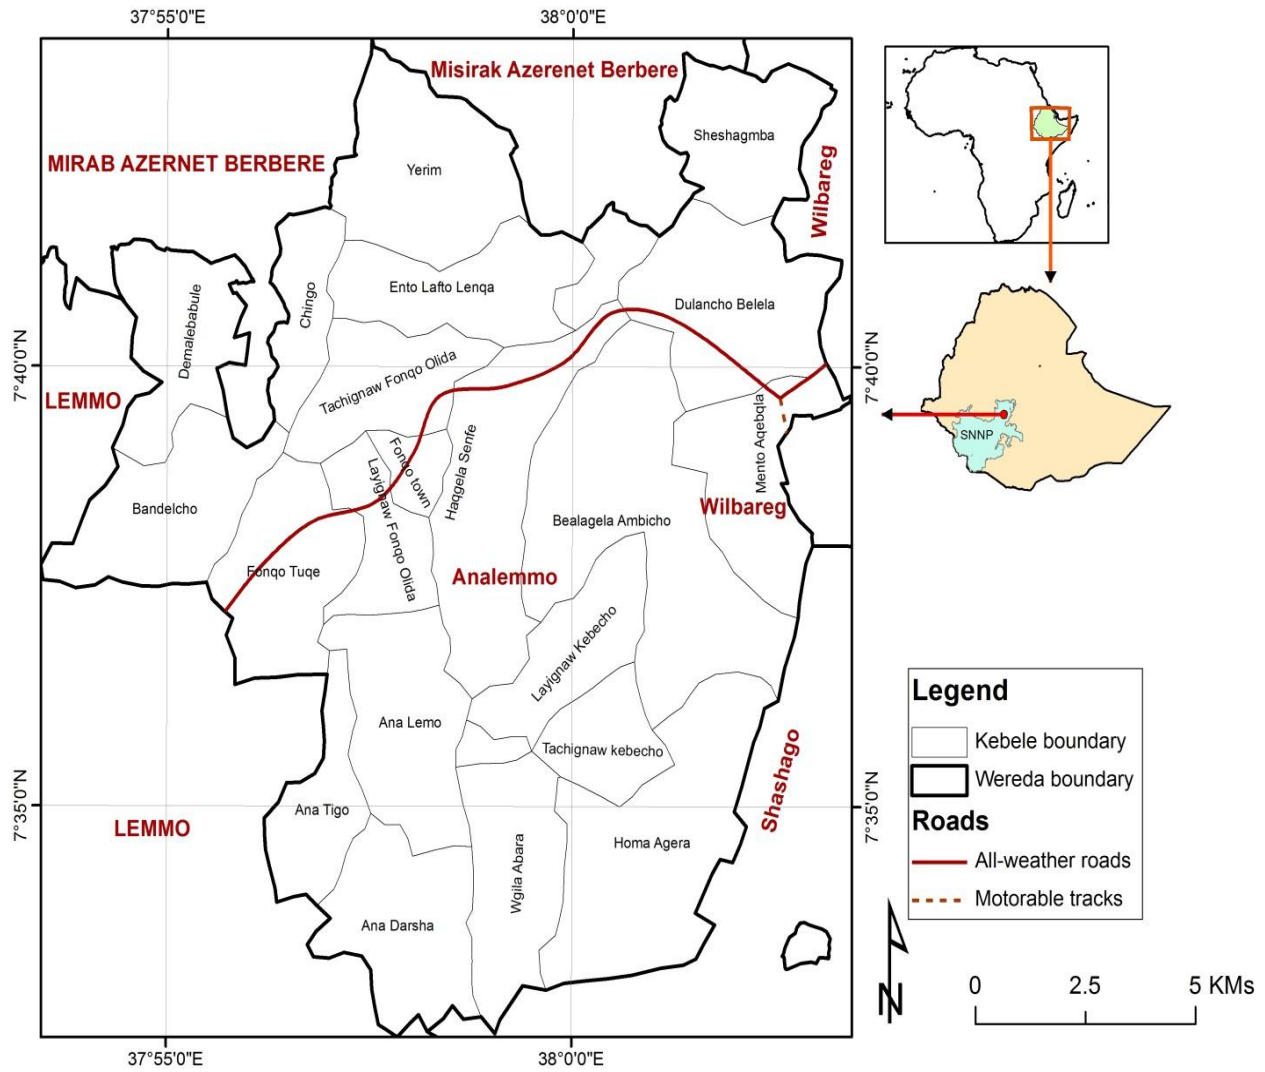 37°55'0"E
38°0'0"E
Misirak Azerenet Berbere
Sheshagmba
MIRAB AZERNET BERBERE
Yerim
Wilbareg
Chingo
Demalebabule
Ento Lafto Lenqa
Dulancho Belela
7°40'0"N
7°40'0"N
Tachignaw Fonqo Olida
LEMMO
Mento Aqebqla
Fonqo town
Haqgela Senfe
Layignaw Fonqo Olida
Bandelcho
Wilbareg
Bealagela Ambicho
Fonqo Tuqe
Analemmo
Layignaw Kebecho
Ana Lemo
Tachignaw kebecho
Shashago
7°35'0"N
7°35'0"N
Ana Tigo
LEMMO
Homa Agera
Wgila Abara
Ana Darsha
37°55'0"E
38°0'0"E
SNNP
Legend
Kebele boundary
Wereda boundary
Roads
All-weather roads
Motorable tracks
N
0
2.5
5 KMs